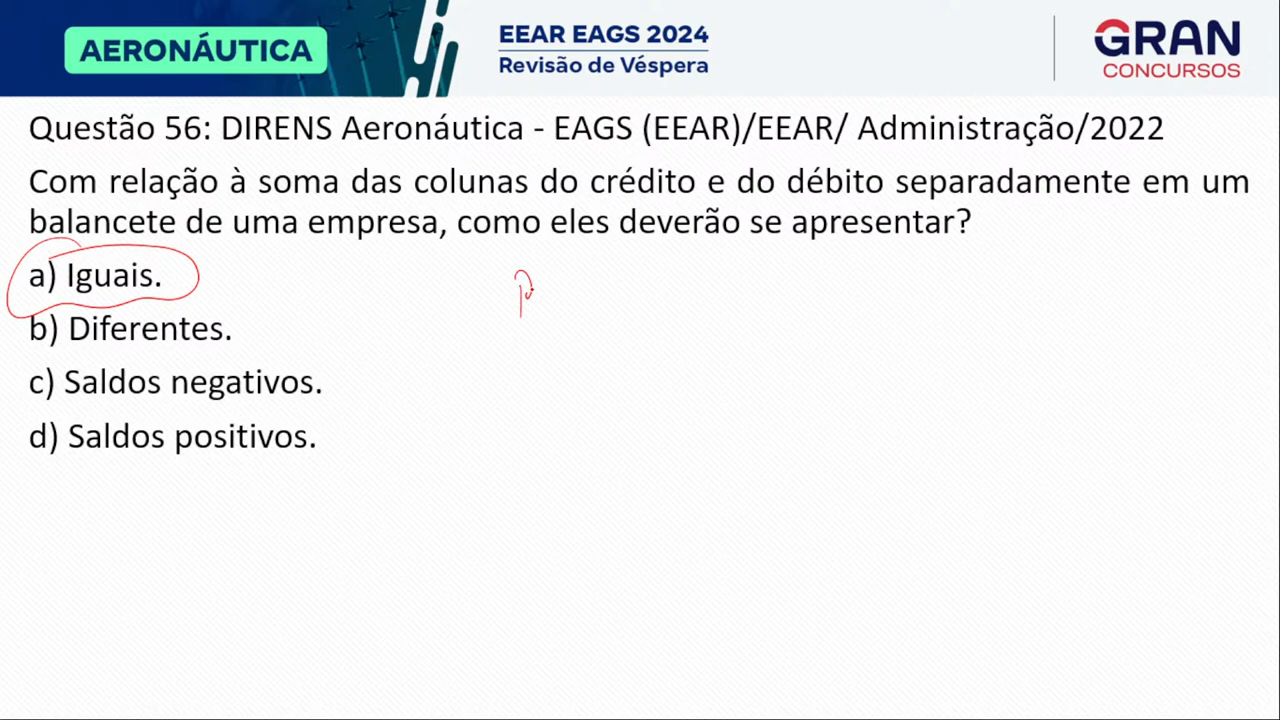 AERONÁUTICA
EEAR EAGS 2024
Revisão de Véspera
GRAN
CONCURSOS
Questão 56: DIRENS Aeronáutica - EAGS (EEAR)/EEAR/ Administração/2022
Com relação à soma das colunas do crédito e do débito separadamente em um
balancete de uma empresa, como eles deverão se apresentar?
a) Iguais.
b) Diferentes.
c) Saldos negativos.
d) Saldos positivos.